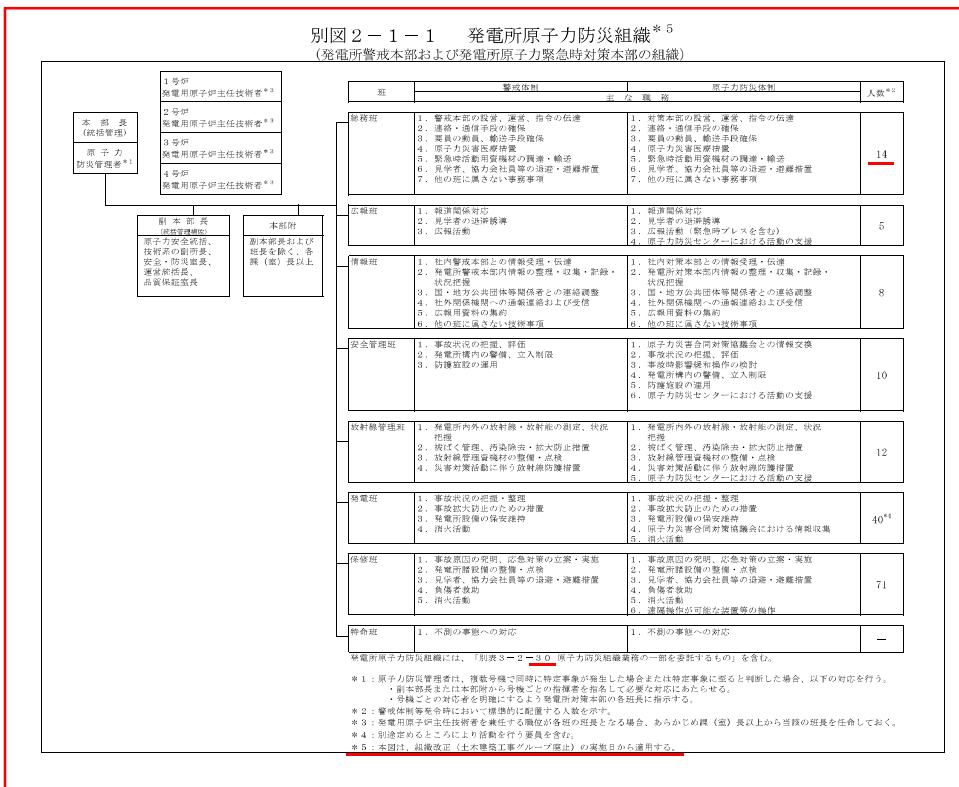 別図２－１－１　発電所原子力防災組織＊５
(発電所警戒本部および発電所原子力緊急時対策本部の組織)
本部長
(統括管理)
原子力
防災管理者＊１
１号炉
発電用原子炉主任技術者＊３
２号炉
発電用原子炉主任技術者＊３
３号炉
発電用原子炉主任技術者＊３
４号炉
発電用原子炉主任技術者＊３
副本部長
(統括管理補佐)
原子力安全統括、
技術系の副所長、
安全・防災室長、
運営統括長、
品質保証室長
本部附
副本部長および
班長を除く、各
課（室）長以上
班　警戒体制　原子力防災体制　人数＊２
主な職務
総務班
１．警戒本部の設営、運営、指令の伝達
２．連絡・通信手段の確保
３．要員の動員、輸送手段確保
４．原子力災害医療措置
５．緊急時活動用資機材の調達・輸送
６．見学者、協力会社員等の退避・避難措置
７．他の班に属さない事務事項
１．対策本部の設営、運営、指令の伝達
２．連絡・通信手段の確保
３．要員の動員、輸送手段確保
４．原子力災害医療措置
５．緊急時活動用資機材の調達・輸送
６．見学者、協力会社員等の退避・避難措置
７．他の班に属さない事務事項
14
広報班
１．報道関係対応
２．見学者の退避誘導
３．広報活動
１．報道関係対応
２．見学者の退避誘導
３．広報活動（緊急時プレスを含む）
４．原子力防災センターにおける活動の支援
5
情報班
１．社内警戒本部との情報受理・伝達
２．発電所警戒本部内情報の整理・収集・記録・
状況把握
３．国・地方公共団体等関係者との連絡調整
４．社外関係機関への通報連絡および受信
５．広報用資料の集約
６．他の班に属さない技術事項
１．社内対策本部との情報受理・伝達
２．発電所対策本部内情報の整理・収集・記録・
状況把握
３．国・地方公共団体等関係者との連絡調整
４．社外関係機関への通報連絡および受信
５．広報用資料の集約
６．他の班に属さない技術事項
8
安全管理班
１．事故状況の把握、評価
２．発電所構内の警備、立入制限
３．防護施設の運用
１．原子力災害合同対策協議会との情報交換
２．事故状況の把握、評価
３．事故時影響緩和操作の検討
４．発電所構内の警備、立入制限
５．防護施設の運用
６．原子力防災センターにおける活動の支援
10
放射線管理班
１．発電所内外の放射線・放射能の測定、状況
把握
２．被ばく管理、汚染除去・拡大防止措置
３．放射線管理資機材の整備・点検
４．災害対策活動に伴う放射線防護措置
１．発電所内外の放射線・放射能の測定、状況
把握
２．被ばく管理、汚染除去・拡大防止措置
３．放射線管理資機材の整備・点検
４．災害対策活動に伴う放射線防護措置
５．原子力防災センターにおける活動の支援
12
発電班
１．事故状況の把握・整理
２．事故拡大防止のための措置
３．発電所設備の保安維持
４．消火活動
１．事故状況の把握・整理
２．事故拡大防止のための措置
３．発電所設備の保安維持
４．原子力災害合同対策協議会における情報収集
５．消火活動
40＊４
保修班
１．事故原因の究明、応急対策の立案・実施
２．発電所諸設備の整備・点検
３．見学者、協力会社員等の退避・避難措置
４．負傷者救助
５．消火活動
１．事故原因の究明、応急対策の立案・実施
２．発電所諸設備の整備・点検
３．見学者、協力会社員等の退避・避難措置
４．負傷者救助
５．消火活動
６．遠隔操作が可能な装置等の操作
71
特命班
１．不測の事態への対応
１．不測の事態への対応
－
発電所原子力防災組織には、「別表３－２－３０ 原子力防災組織業務の一部を委託するもの」を含む。
＊１：原子力防災管理者は、複数号機で同時に特定事象が発生した場合または特定事象に至ると判断した場合、以下の対応を行う。
・副本部長または本部附から号機ごとの指揮者を指名して必要な対応にあたらせる。
・号機ごとの対応者を明確にするよう発電所対策本部の各班長に指示する。
＊２：警戒体制等発令時において標準的に配置する人数を示す。
＊３：発電用原子炉主任技術者を兼任する職位が各班の班長となる場合、あらかじめ課（室）長以上から当該の班長を任命しておく。
＊４：別途定めるところにより活動を行う要員を含む。
＊５：本図は、組織改正（土木建築工事グループ廃止）の実施日から適用する。